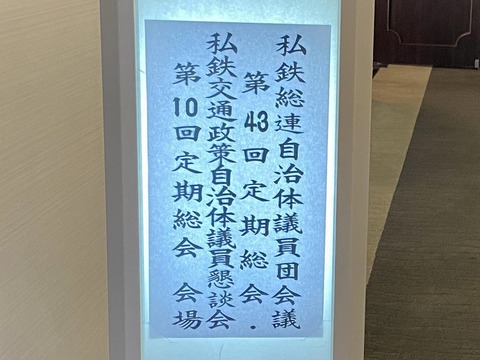 私鉄総連自治体議員団会議
第43回定期総会・
私鉄交通政策自治体議員懇談会
第10回定期総会 会場